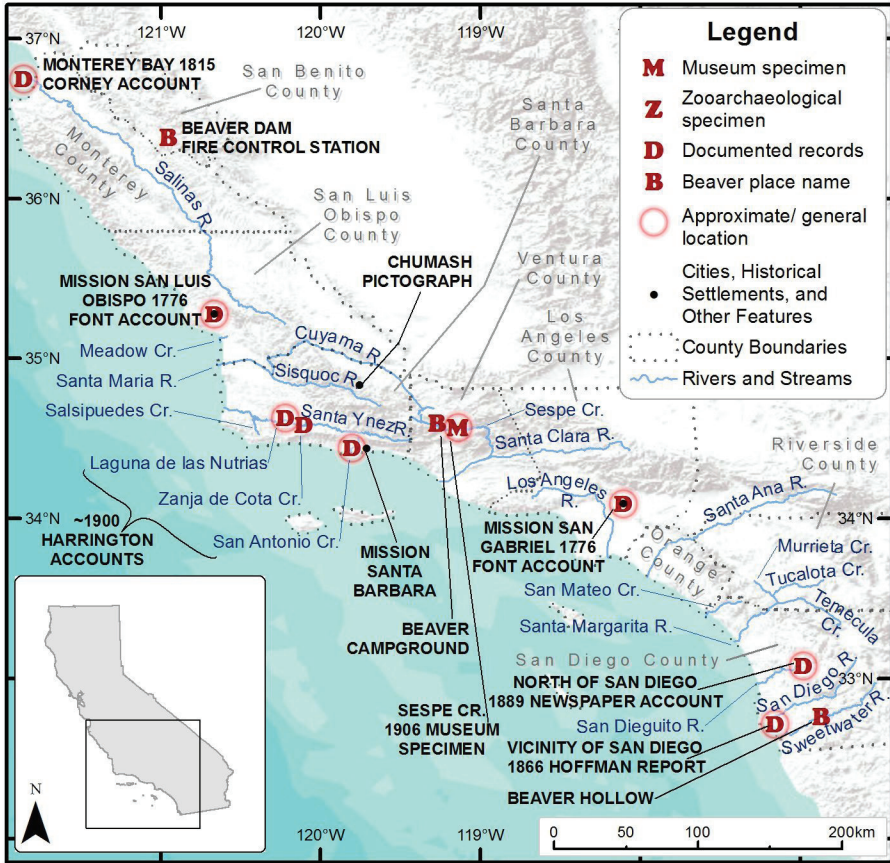 121°W
120°W
119°W
37°N
37°N
MONTEREY BAY 1815
CORNEY ACCOUNT
D
San Benito
County
B
BEAVER DAM
FIRE CONTROL STATION
Monterey
County
Salinas R.
Santa
Barbara
County
36°N
San Luis
Obispo
County
CHUMASH
PICTOGRAPH
Ventura
County
MISSION SAN LUIS
OBISPO 1776
FONT ACCOUNT
D
Los
Angeles
County
35°N
Meadow Cr.
Cuyama R.
Santa Maria R.
Sisquoc R.
Salsipuedes Cr.
D
D
Santa Ynez R.
B
M
Sespe Cr.
Santa Clara R.
Laguna de las Nutrias
D
Zanja de Cota Cr.
Los Angeles
R.
D
Riverside
County
Santa Ana R.
34°N
34°N
~1900
HARRINGTON
ACCOUNTS
San Antonio Cr.
MISSION
SANTA
BARBARA
MISSION SAN
GABRIEL 1776
FONT ACCOUNT
Orange
County
Murrieta Cr.
Tucalota Cr.
San Mateo Cr.
Temecula
Cr.
Santa Margarita R.
BEAVER
CAMPGROUND
San Diego County
D
33°N
NORTH OF SAN DIEGO
1889 NEWSPAPER ACCOUNT
San Diego R.
SESPE CR.
1906 MUSEUM
SPECIMEN
San Dieguito R.
D
B
Sweetwater R.
VICINITY OF SAN DIEGO
1866 HOFFMAN REPORT
BEAVER HOLLOW
Legend
M Museum specimen
Z Zooarchaeological
specimen
D Documented records
B Beaver place name
Approximate/ general
location
Cities, Historical
Settlements, and
Other Features
County Boundaries
Rivers and Streams
N
0 50 100 200km
120°W
119°W